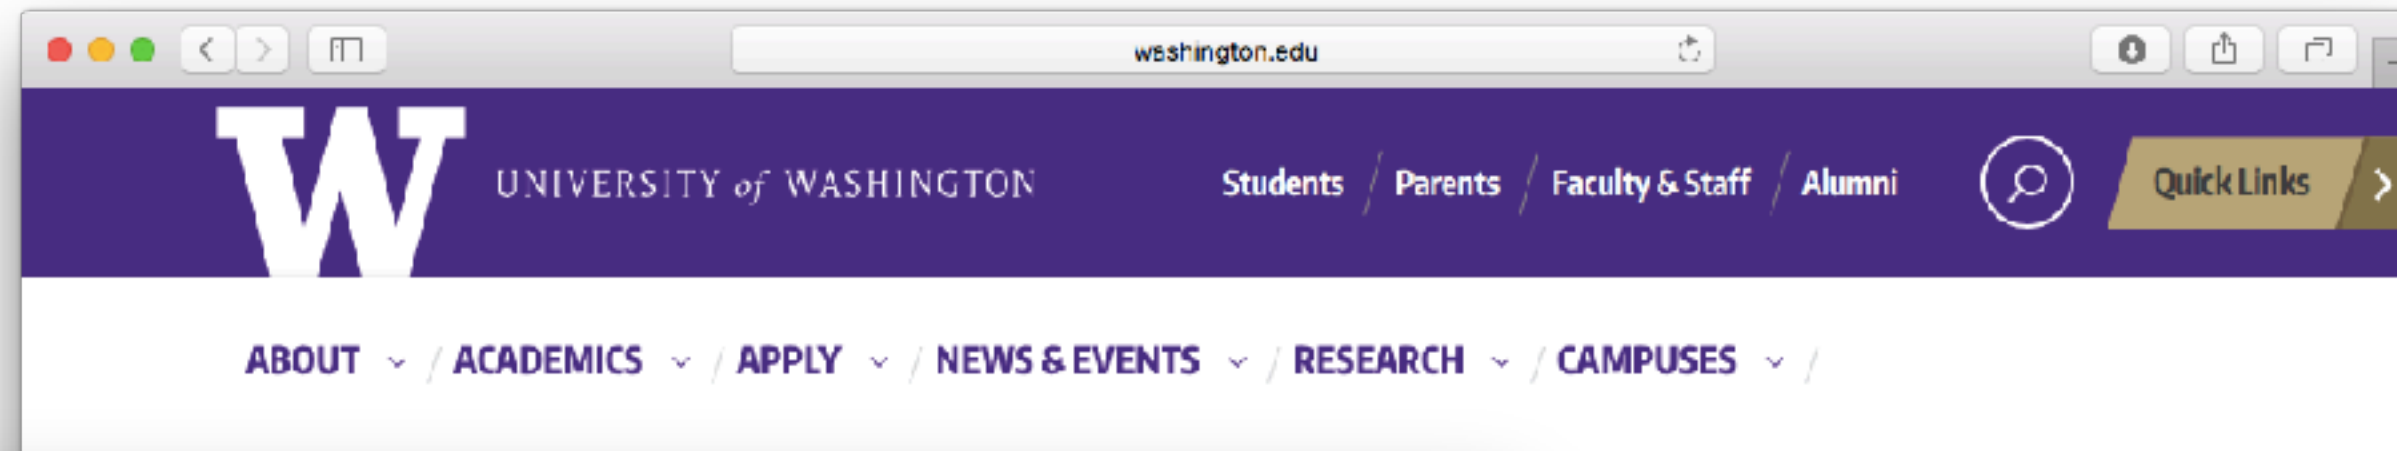 washington.edu
W UNIVERSITY of WASHINGTON Students / Parents / Faculty & Staff / Alumni Quick Links
ABOUT / ACADEMICS / APPLY / NEWS & EVENTS / RESEARCH / CAMPUSES /